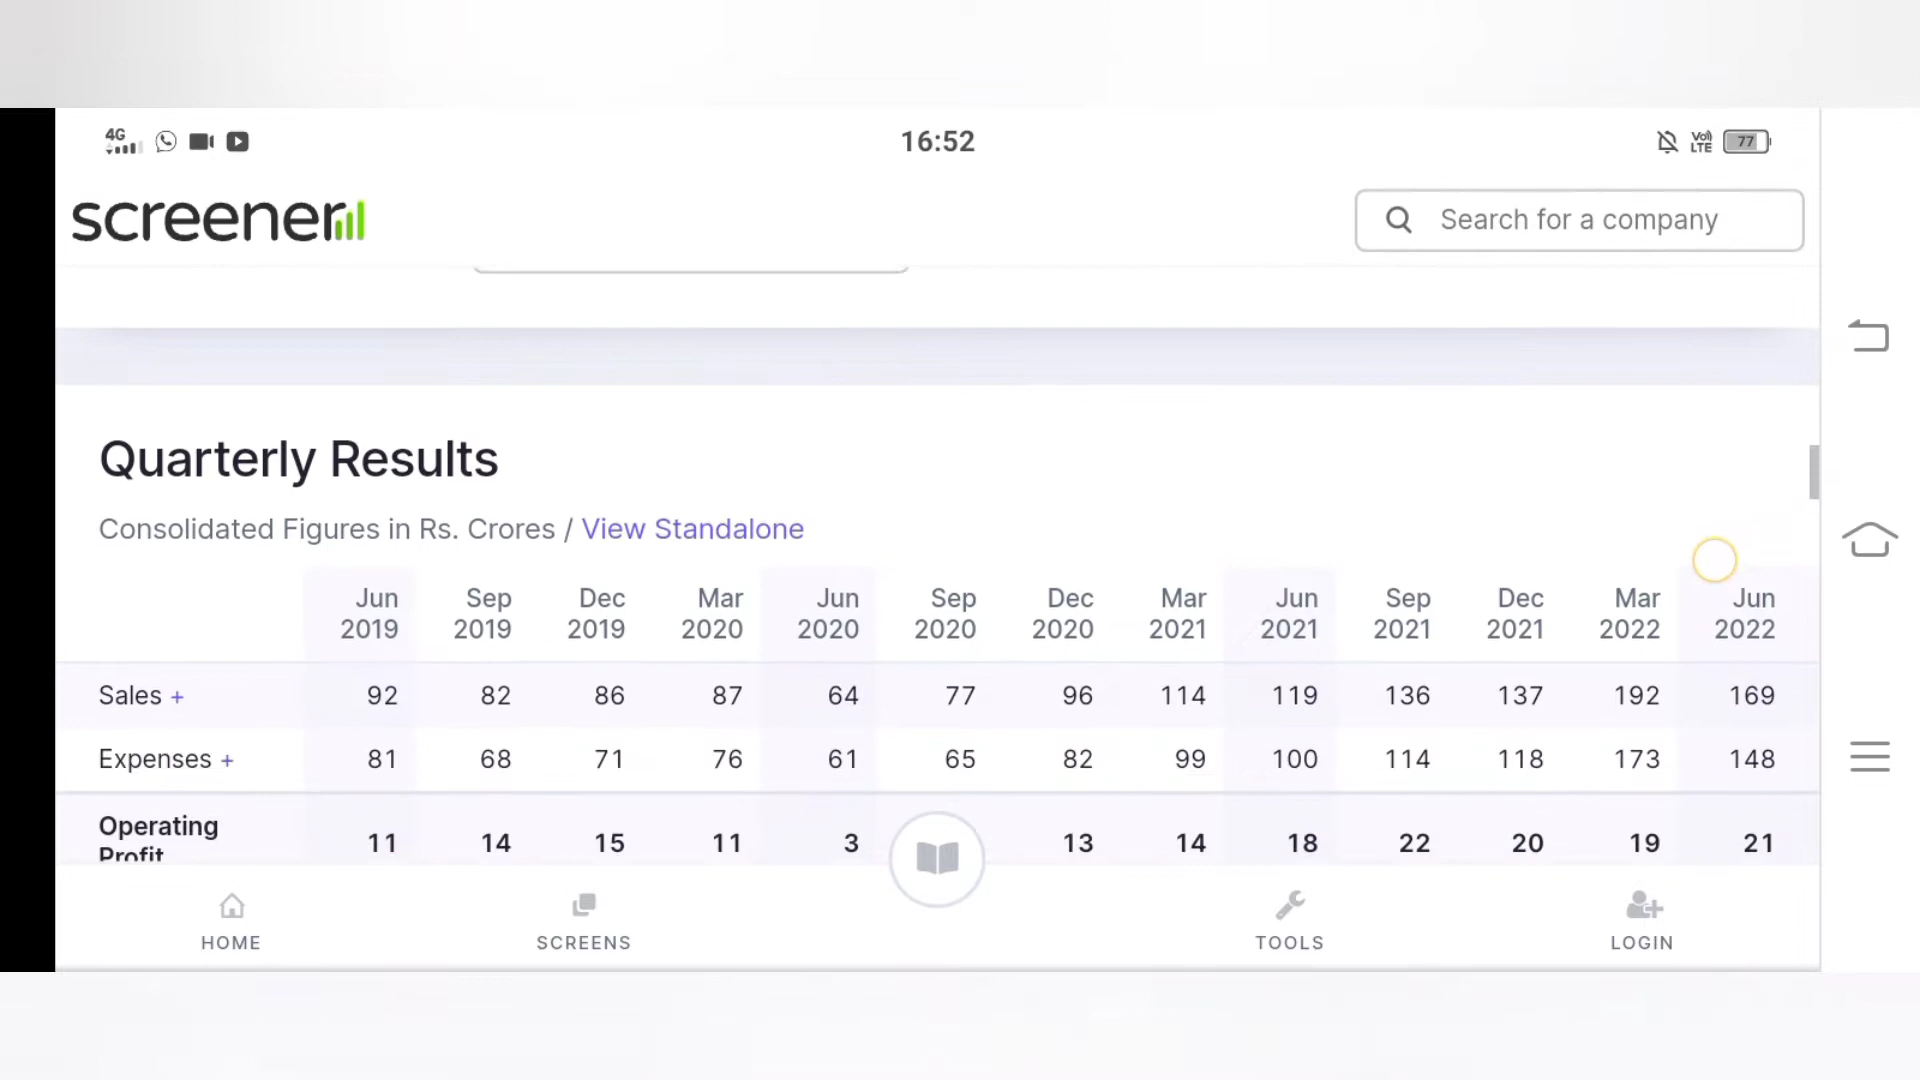 4G
16:52
Vo)
LTE
77
screener
Search for a company
Quarterly Results
Consolidated Figures in Rs. Crores / View Standalone
Jun 2019 Sep 2019 Dec 2019 Mar 2020 Jun 2020 Sep 2020 Dec 2020 Mar 2021 Jun 2021 Sep 2021 Dec 2021 Mar 2022 Jun 2022
Sales + 92 82 86 87 64 77 96 114 119 136 137 192 169
Expenses + 81 68 71 76 61 65 82 99 100 114 118 173 148
Operating Profit 11 14 15 11 3 13 14 18 22 20 19 21
HOME SCREENS TOOLS LOGIN